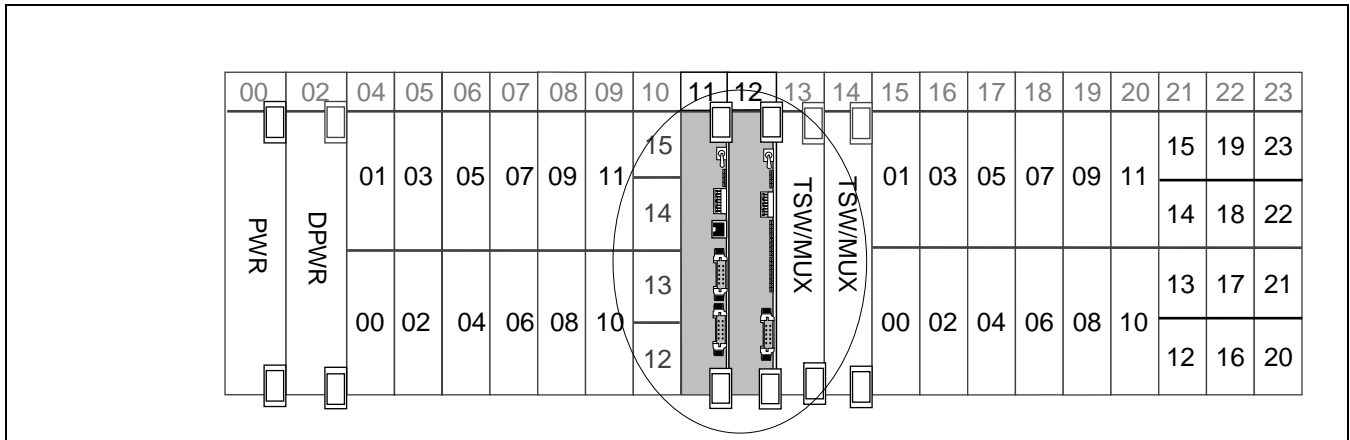 00 02 04 05 06 07 08 09 10 11 12 13 14 15 16 17 18 19 20 21 22 23
15 15 19 23
01 03 05 07 09 11 01 03 05 07 09 11
14 14 18 22
PWR DPWR TSW/MUX TSW/MUX
13 13 17 21
00 02 04 06 08 10 00 02 04 06 08 10
12 12 16 20